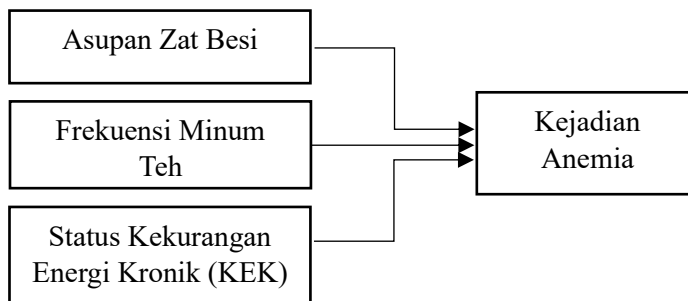 Asupan Zat Besi
Frekuensi Minum
Teh
Status Kekurangan
Energi Kronik (KEK)
Kejadian
Anemia